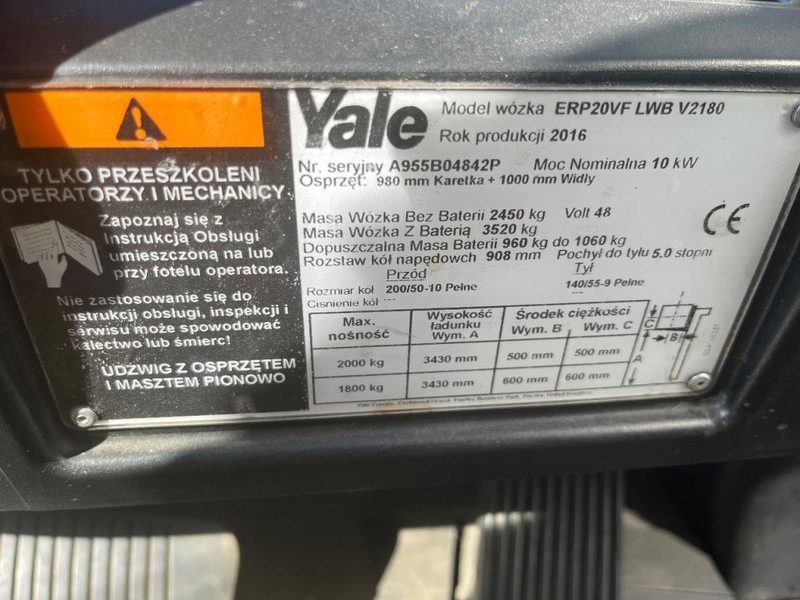 TYLKO PRZESZKOLENI
OPERATORZY I MECHANICY
Zapoznaj się z
Instrukcją Obsługi
umieszczoną na lub
przy fotelu operatora.
Nie zastosowanie się do
instrukcji obsługi, inspekcji i
serwisu może spowodować
kalectwo lub śmierć!
UDŹWIG Z OSPRZĘTEM
I MASZTEM PIONOWO
Yale
Model wózka ERP20VF LWB V2180
Rok produkcji 2016
Nr. seryjny A955B04842P Moc Nominalna 10 kW
Osprzęt: 980 mm Karetka + 1000 mm Widly
Masa Wózka Bez Baterii 2450 kg Volt 48
Masa Wózka Z Baterią 3520 kg
Dopuszczalna Masa Baterii 960 kg do 1060 kg
Rozstaw kół napędowch 908 mm Pochył do tyłu 5.0 stopni
Przód Tył
Rozmiar kół 200/50-10 Pełne 140/55-9 Pełne
Ciśnienie kół ---
CE
Max. nośność Wysokość ładunku Wym. A Środek ciężkości Wym. B Wym. C
2000 kg 3430 mm 500 mm 500 mm
1800 kg 3430 mm 600 mm 600 mm
C
B
A